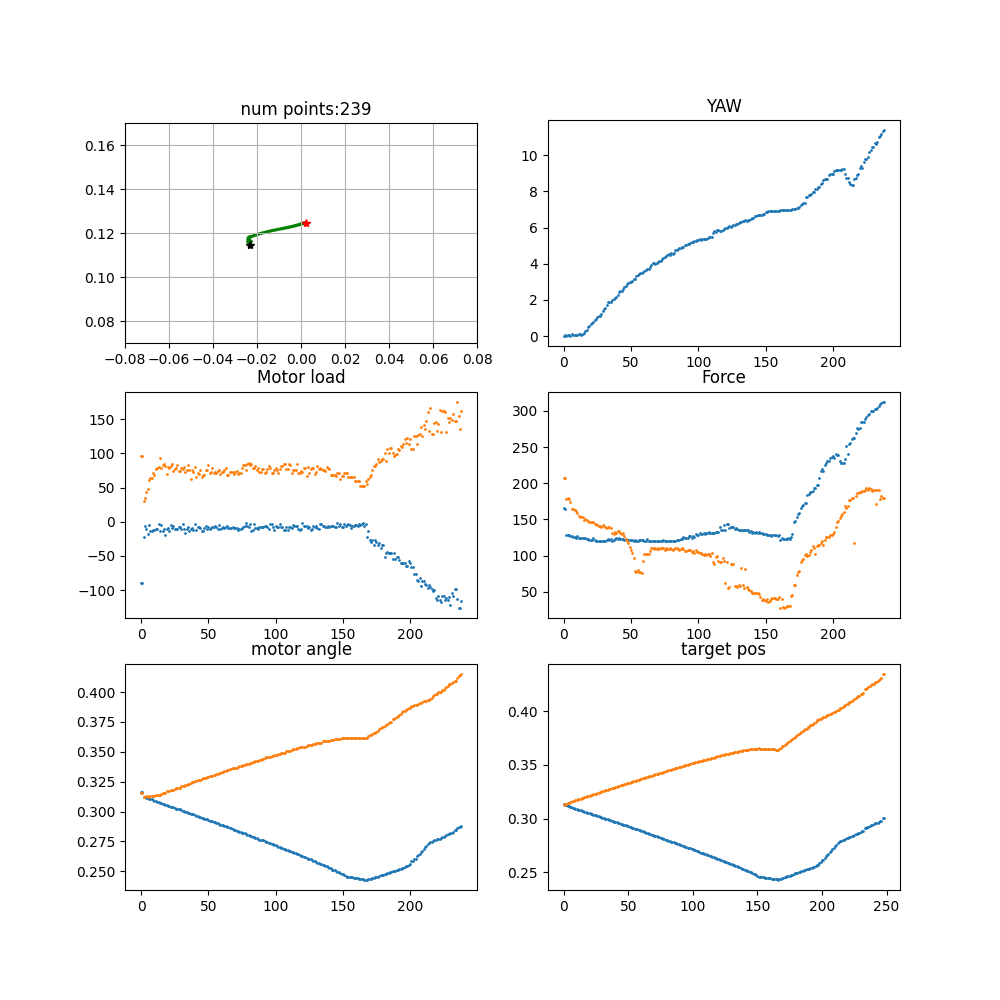 num points:239
0.16
0.14
0.12
0.10
0.08
−0.08 −0.06 −0.04 −0.02 0.00 0.02 0.04 0.06 0.08
YAW
10
8
6
4
2
0
0 50 100 150 200
Motor load
150
100
50
0
−50
−100
0 50 100 150 200
Force
300
250
200
150
100
50
0 50 100 150 200
motor angle
0.400
0.375
0.350
0.325
0.300
0.275
0.250
0 50 100 150 200
target pos
0.40
0.35
0.30
0.25
0 50 100 150 200 250